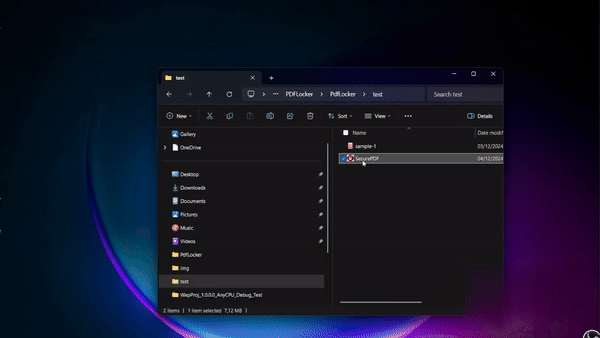 test
PDFLocker > PdfLocker > test
Search test
New
Sort
View
Details
Name
Date modif
Gallery
OneDrive
sample-1
03/12/2024
SecurePDF
04/12/2024
Desktop
Downloads
Documents
Pictures
Music
Videos
PdfLocker
img
test
WapProj_1.0.0.0_AnyCPU_Debug_Test
2 items
1 item selected 7,12 MB